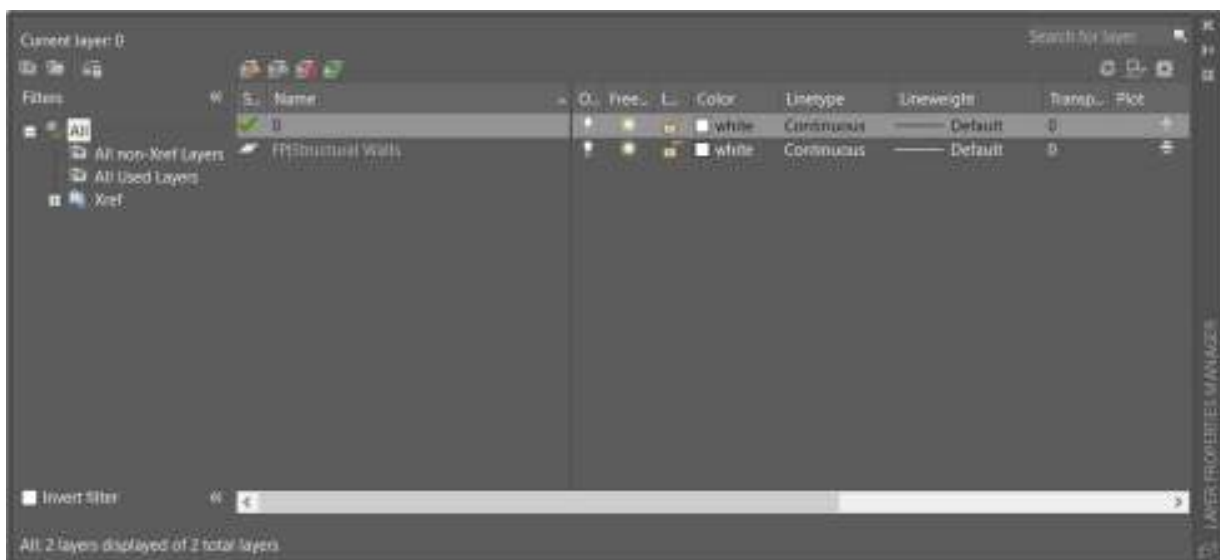 Current layer: 0
Search for layer
Filters
S.. Name O.. Free.. L.. Color Linetype Lineweight Transp... Plot
All
0 white Continuous Default 0
All non-Xref Layers
FP|Structural Walls white Continuous Default 0
All Used Layers
Xref
Invert filter
All: 2 layers displayed of 2 total layers
LAYER PROPERTIES MANAGER